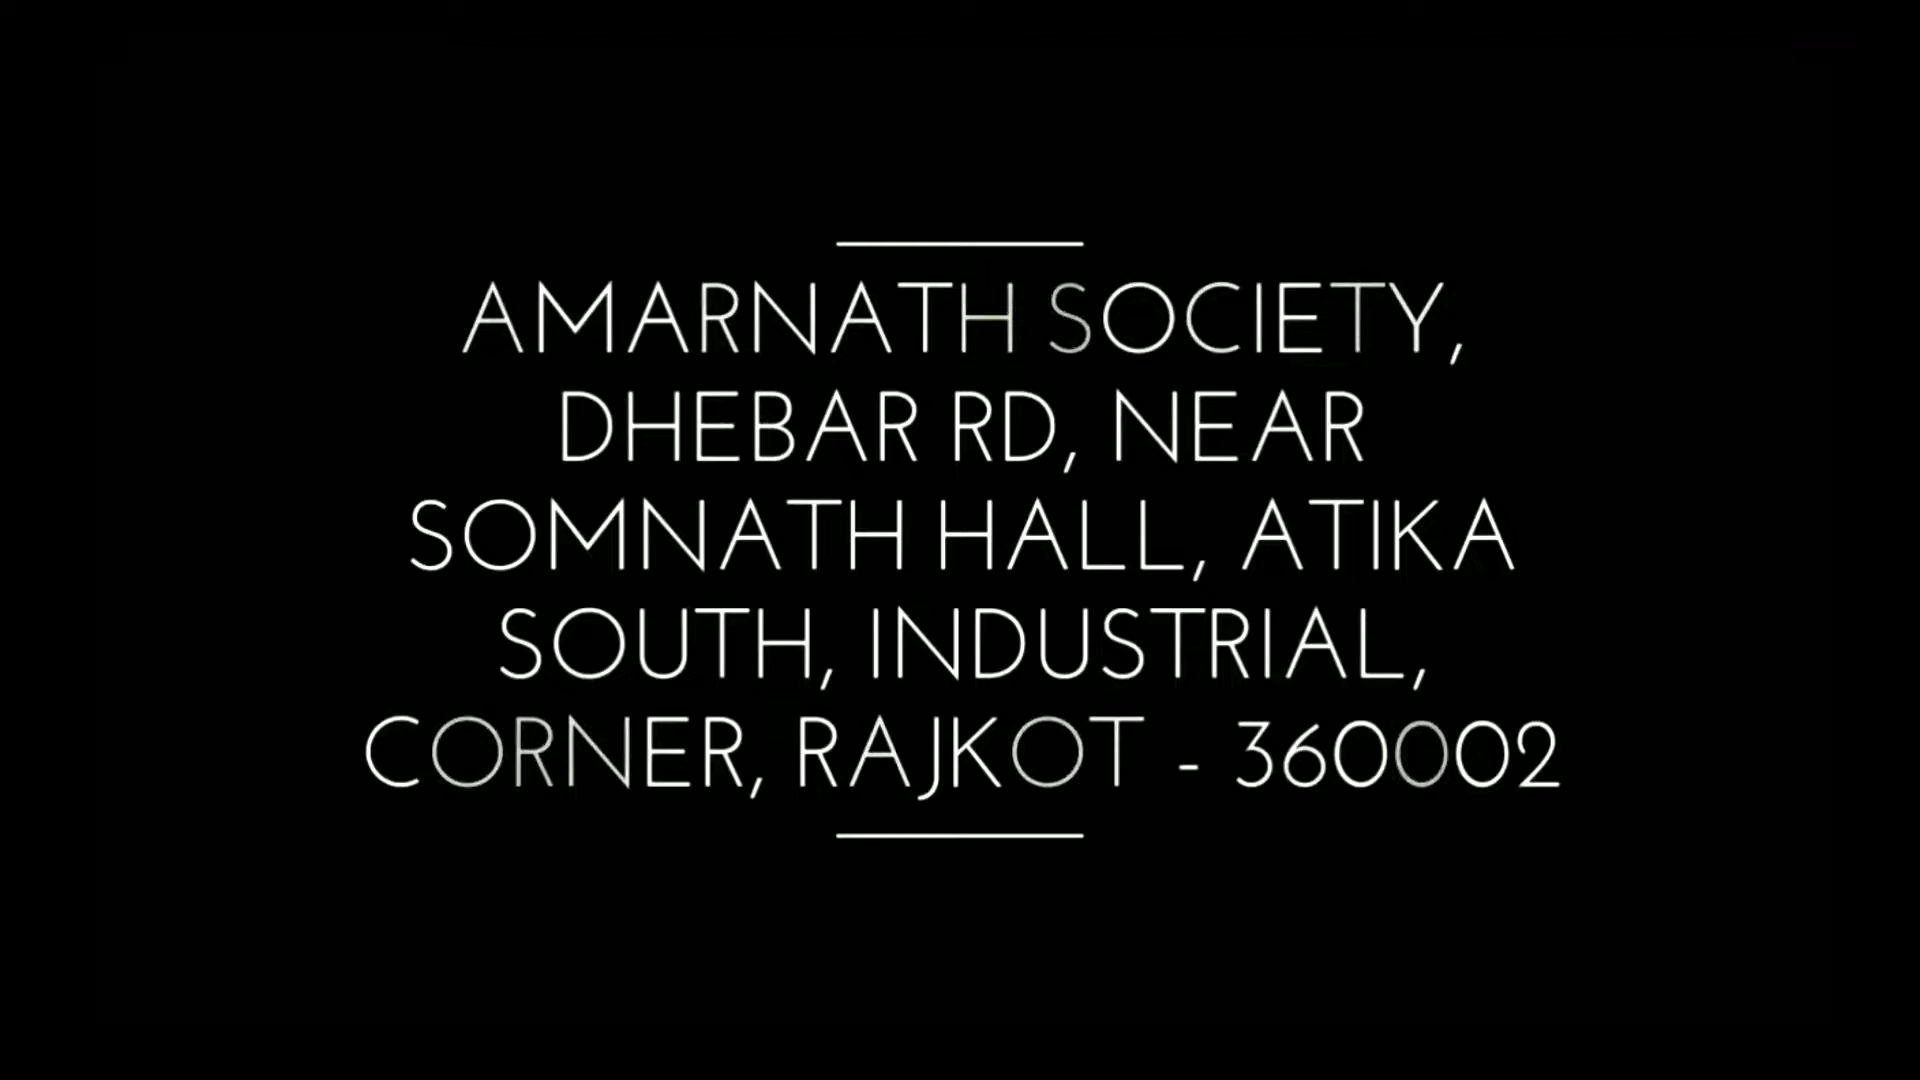 AMARNATH SOCIETY,
DHEBAR RD, NEAR
SOMNATH HALL, ATIKA
SOUTH, INDUSTRIAL,
CORNER, RAJKOT - 360002